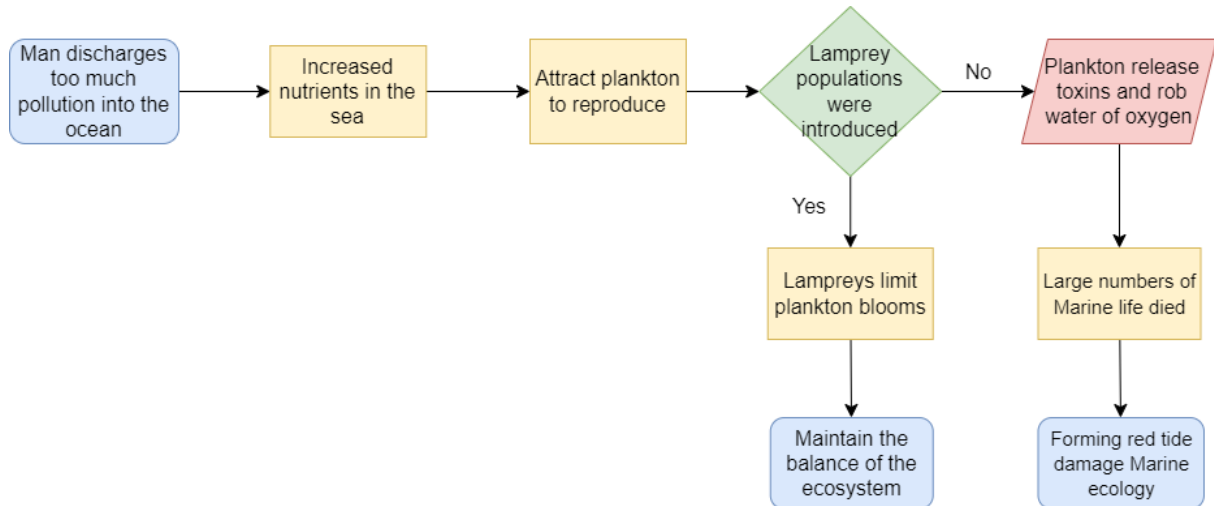 Man discharges
too much
pollution into the
ocean
Increased
nutrients in the
sea
Attract plankton
to reproduce
Lamprey
populations
were
introduced
No
Plankton release
toxins and rob
water of oxygen
Yes
Lampreys limit
plankton blooms
Large numbers of
Marine life died
Maintain the
balance of the
ecosystem
Forming red tide
damage Marine
ecology